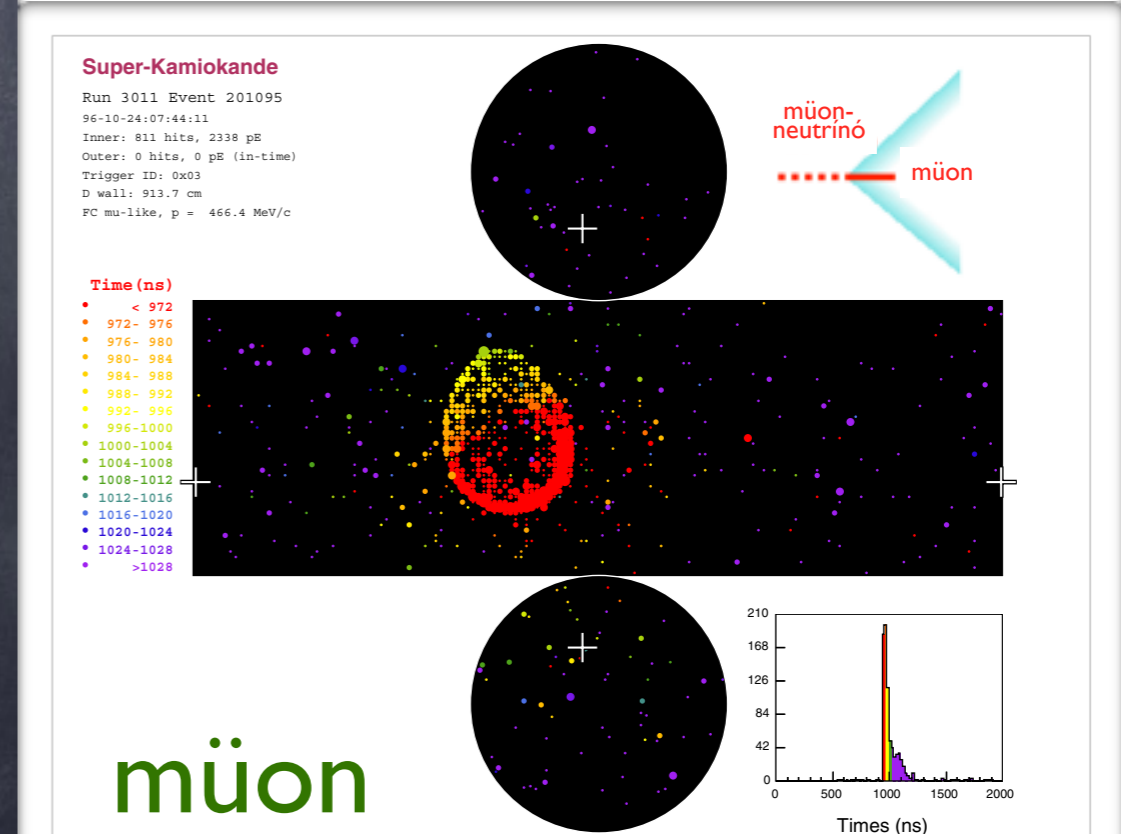 Super-Kamiokande
Run 3011 Event 201095
96-10-24:07:44:11
Inner: 811 hits, 2338 pE
Outer: 0 hits, 0 pE (in-time)
Trigger ID: 0x03
D wall: 913.7 cm
FC mu-like, p = 466.4 MeV/c
müon-
neutrínó
müon
Time(ns)
< 972
972- 976
976- 980
980- 984
984- 988
988- 992
992- 996
996-1000
1000-1004
1004-1008
1008-1012
1012-1016
1016-1020
1020-1024
1024-1028
>1028
müon
210
168
126
84
42
0
0 500 1000 1500 2000
Times (ns)